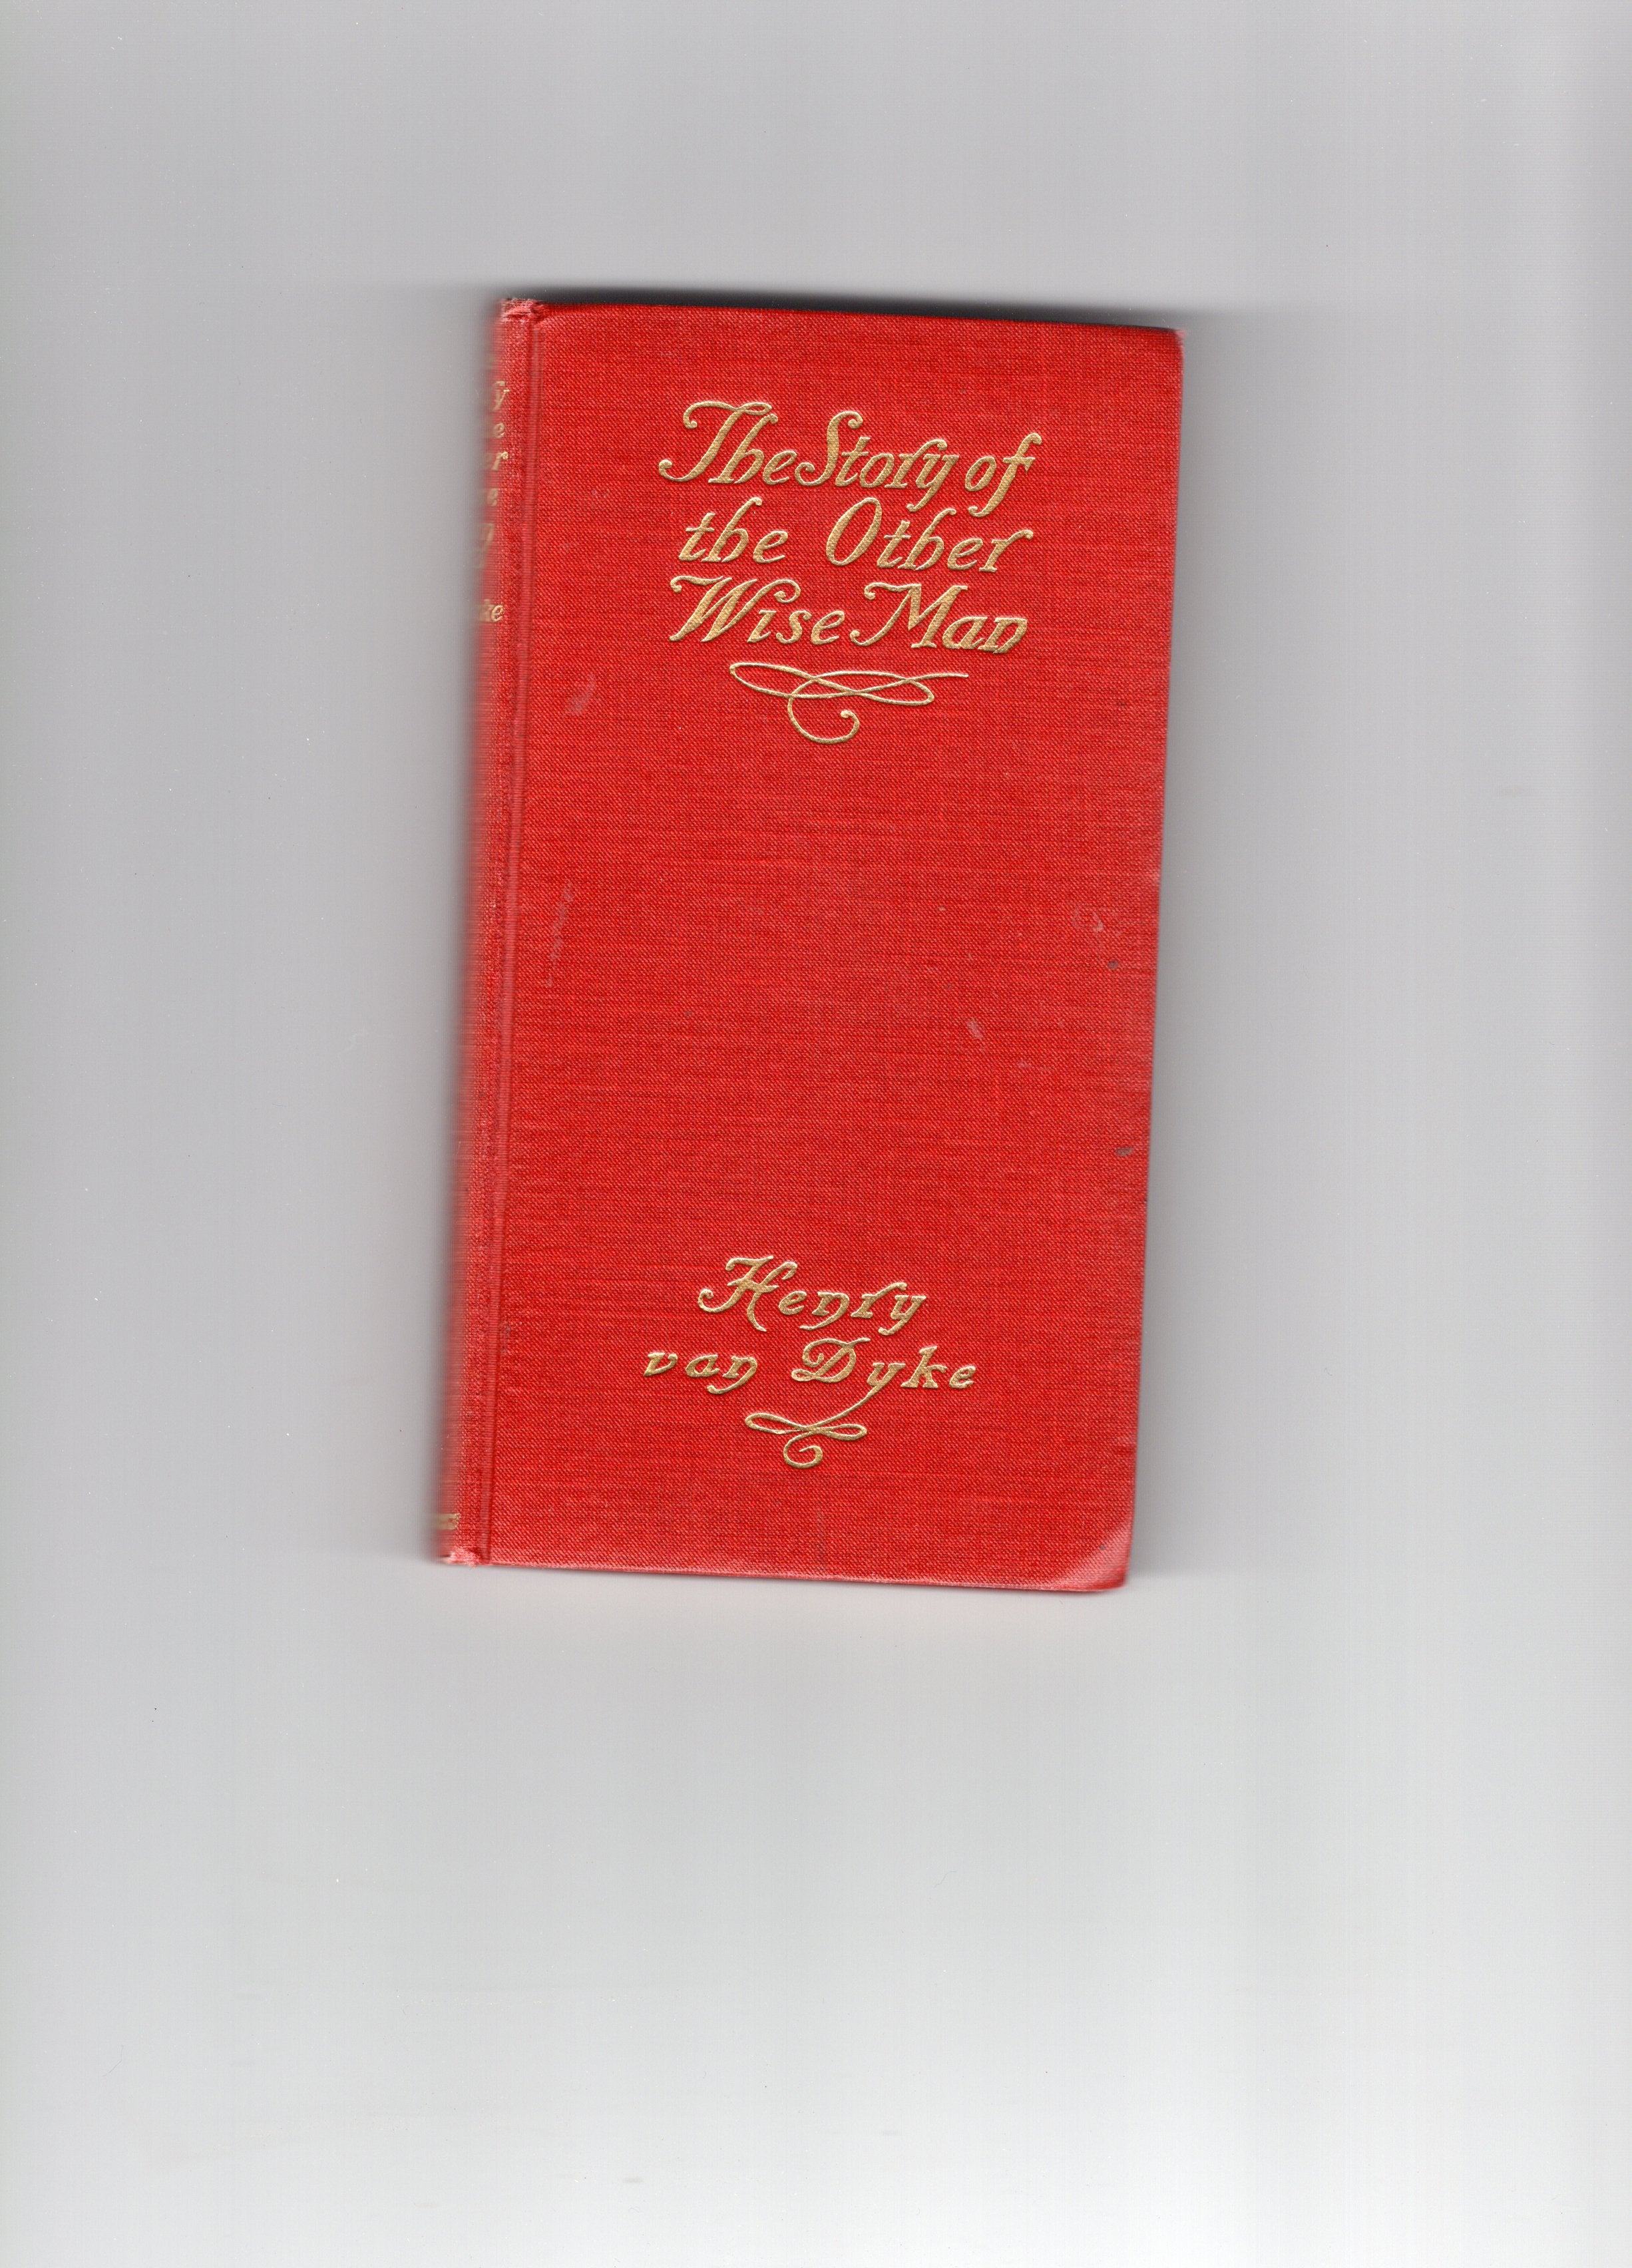 The Story of
the Other
Wise Man
Henry
van Dyke